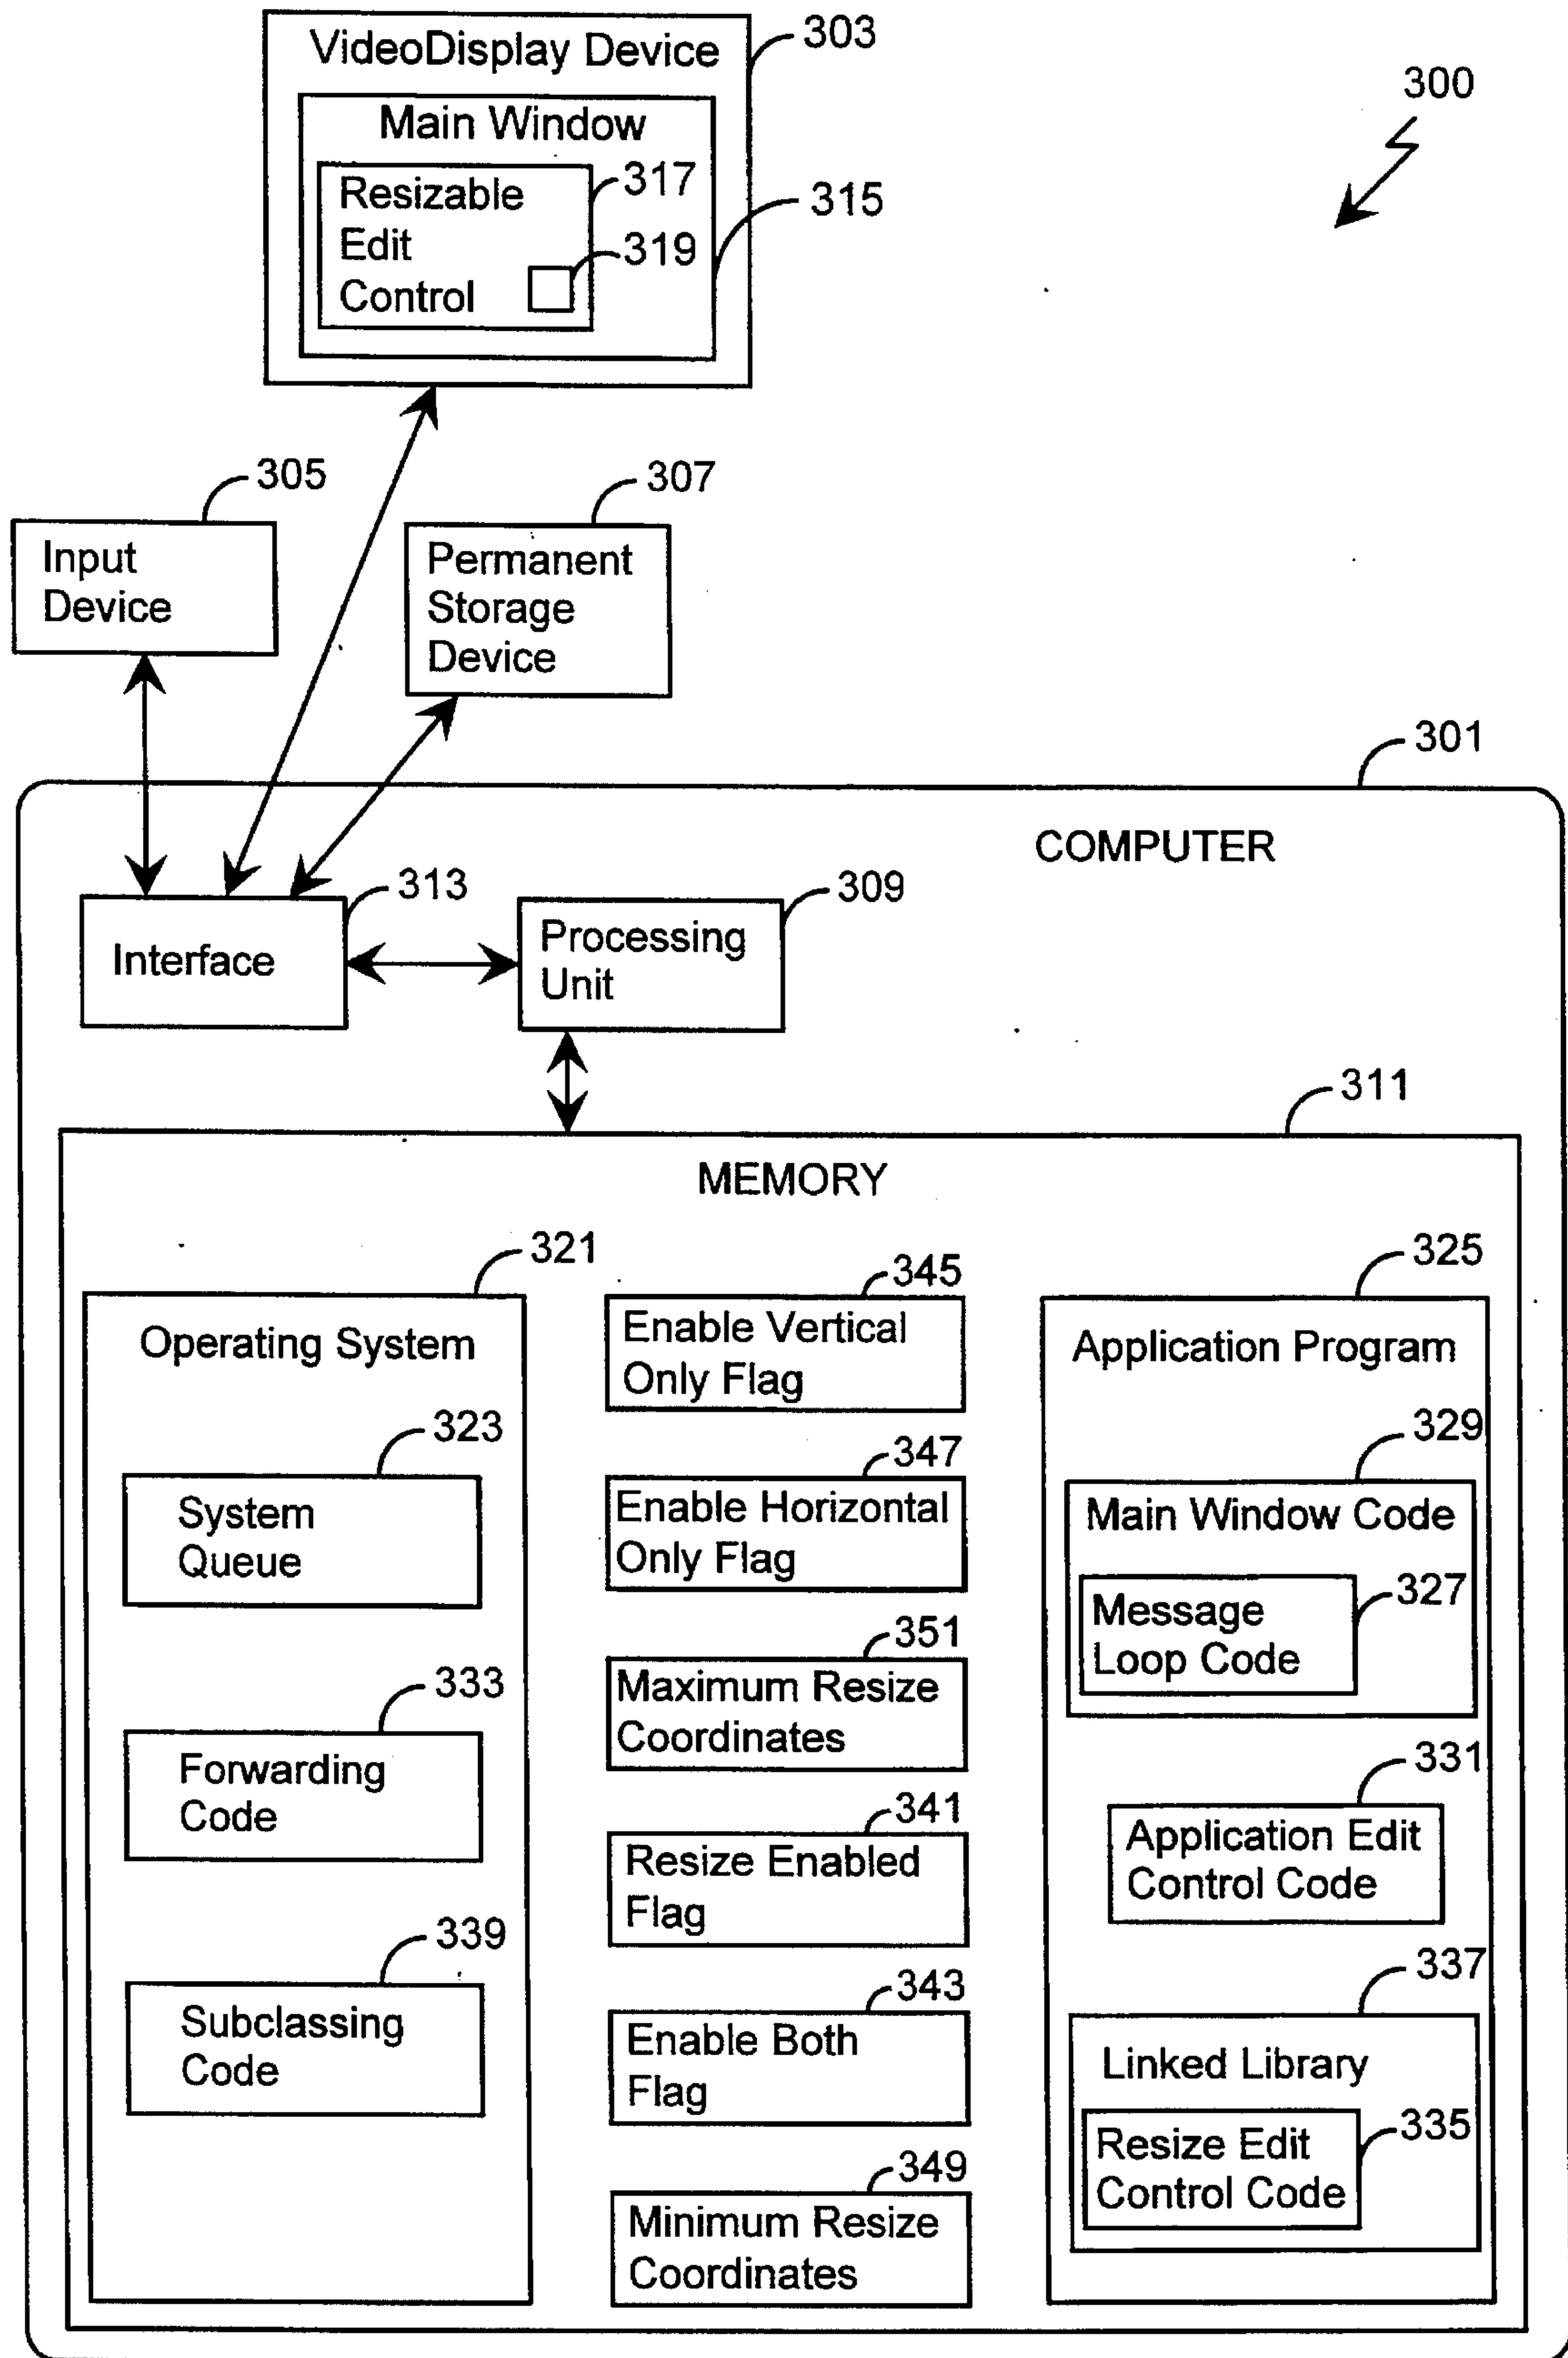 VideoDisplay Device
303
300
Main Window
Resizable
Edit
Control
317
315
319
305
307
Input
Device
Permanent
Storage
Device
301
COMPUTER
313
309
Interface
Processing
Unit
311
MEMORY
321
345
325
Operating System
Enable Vertical
Only Flag
Application Program
323
347
329
System
Queue
Enable Horizontal
Only Flag
Main Window Code
327
Message
Loop Code
333
351
Forwarding
Code
Maximum Resize
Coordinates
331
Application Edit
Control Code
341
Resize Enabled
Flag
339
343
337
Subclassing
Code
Enable Both
Flag
Linked Library
335
Resize Edit
Control Code
349
Minimum Resize
Coordinates